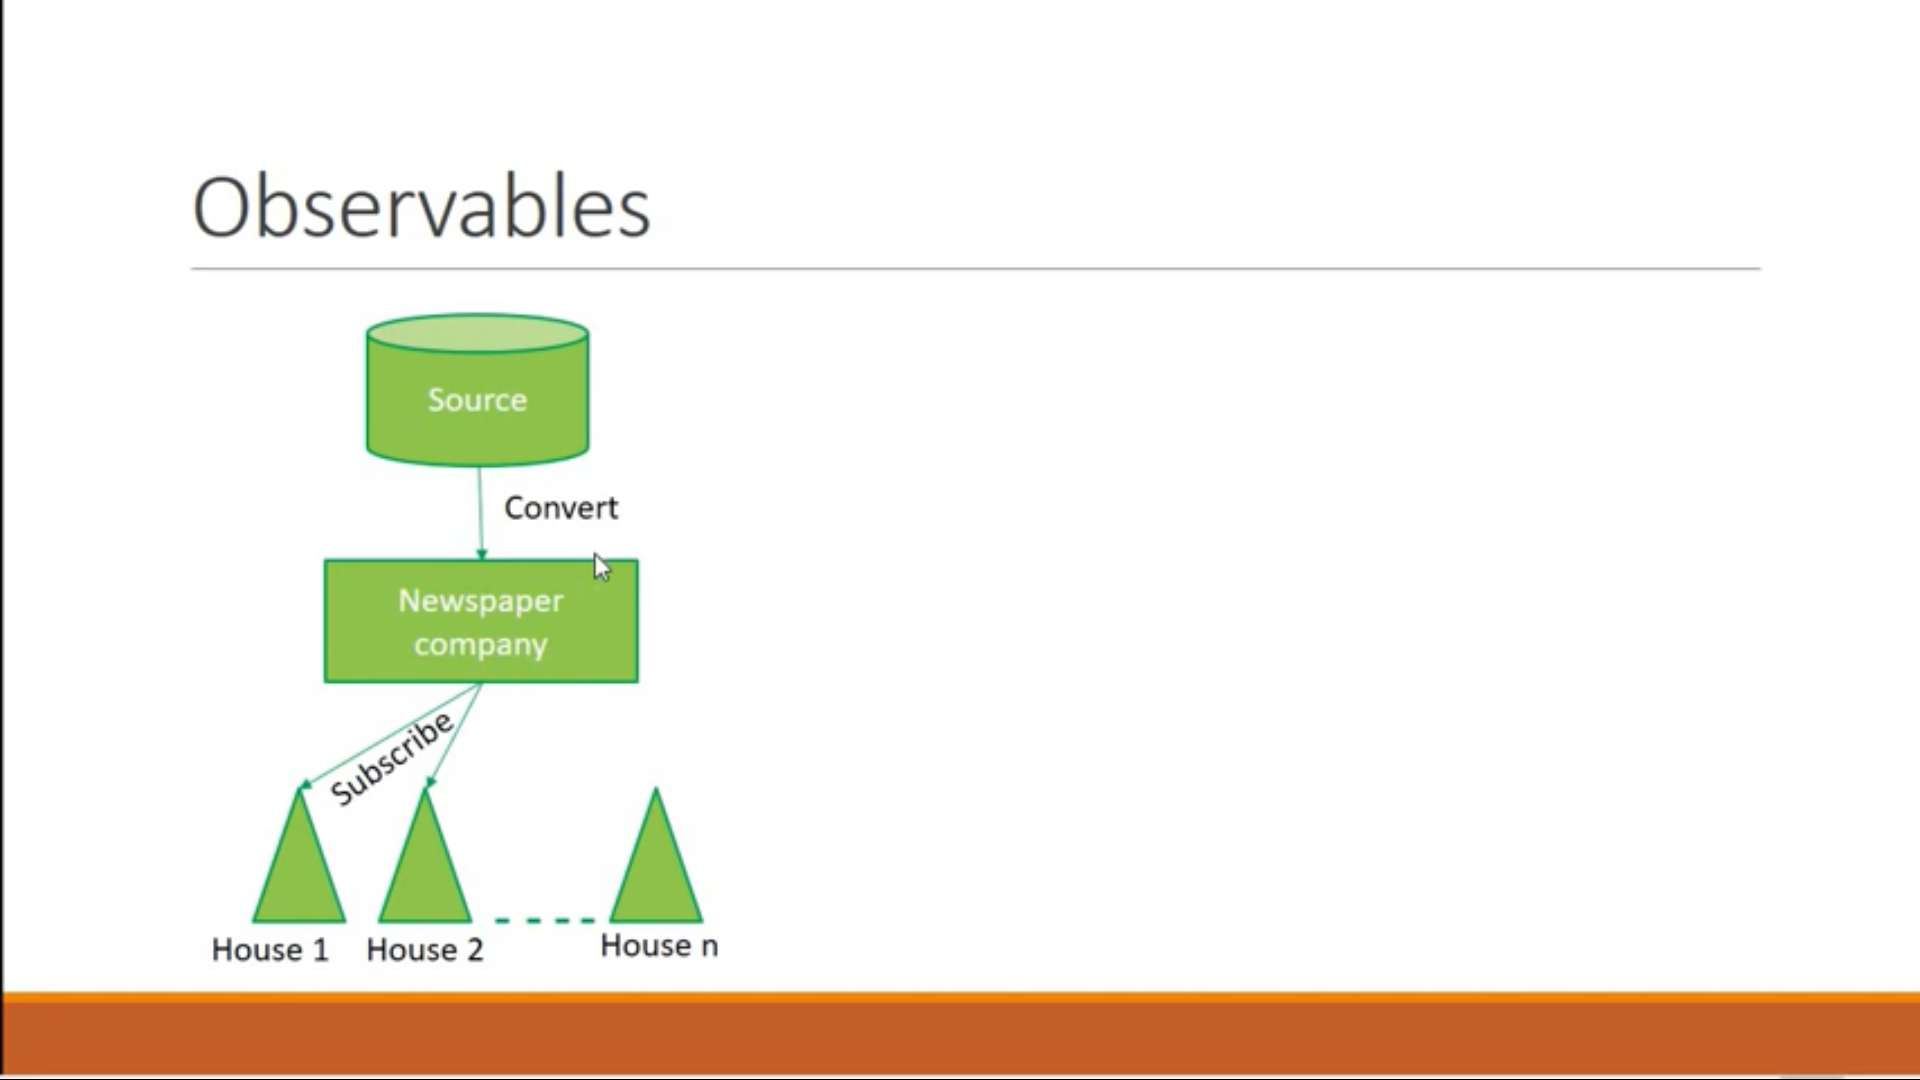 Observables
Source
Convert
Newspaper
company
Subscribe
House 1
House 2
House n